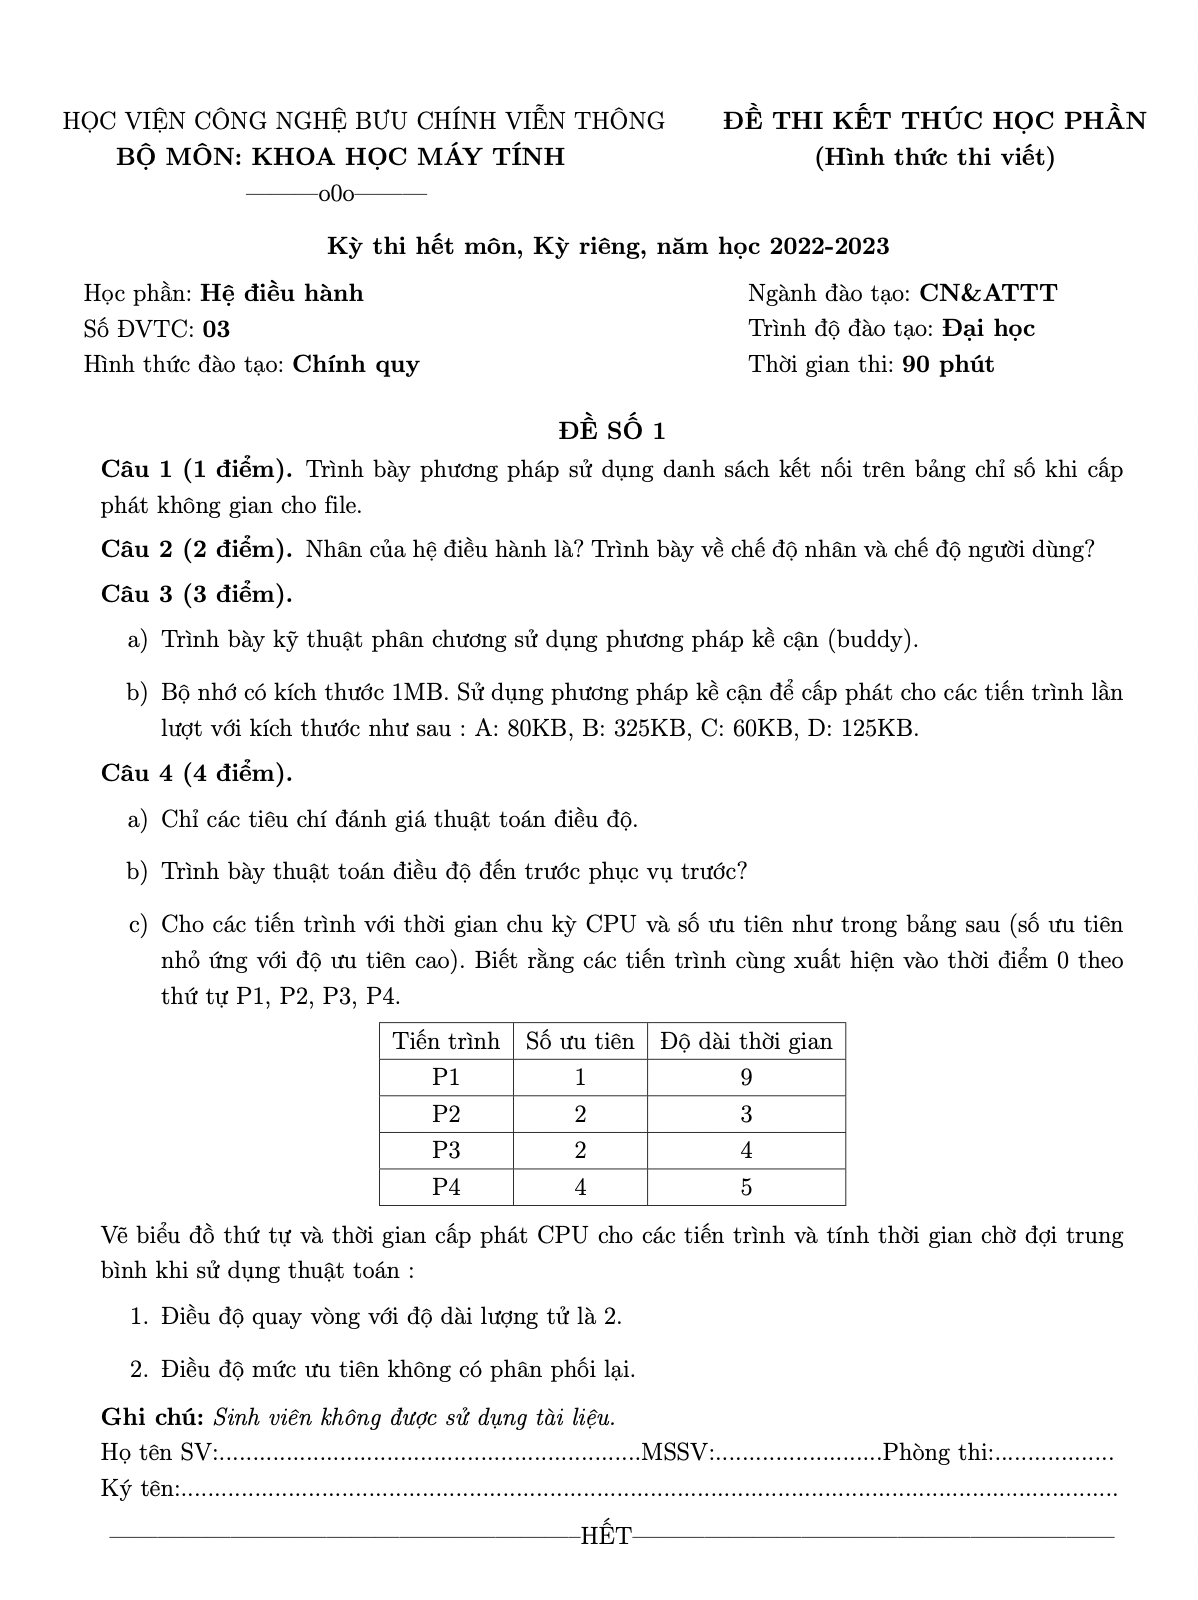 HỌC VIỆN CÔNG NGHỆ BƯU CHÍNH VIỄN THÔNG
BỘ MÔN: KHOA HỌC MÁY TÍNH
———o0o———
ĐỀ THI KẾT THÚC HỌC PHẦN
(Hình thức thi viết)
Kỳ thi hết môn, Kỳ riêng, năm học 2022-2023
Học phần: Hệ điều hành
Số ĐVTC: 03
Hình thức đào tạo: Chính quy
Ngành đào tạo: CN&ATTT
Trình độ đào tạo: Đại học
Thời gian thi: 90 phút
ĐỀ SỐ 1
Câu 1 (1 điểm). Trình bày phương pháp sử dụng danh sách kết nối trên bảng chỉ số khi cấp
phát không gian cho file.
Câu 2 (2 điểm). Nhân của hệ điều hành là? Trình bày về chế độ nhân và chế độ người dùng?
Câu 3 (3 điểm).
a) Trình bày kỹ thuật phân chương sử dụng phương pháp kề cận (buddy).
b) Bộ nhớ có kích thước 1MB. Sử dụng phương pháp kề cận để cấp phát cho các tiến trình lần
lượt với kích thước như sau : A: 80KB, B: 325KB, C: 60KB, D: 125KB.
Câu 4 (4 điểm).
a) Chỉ các tiêu chí đánh giá thuật toán điều độ.
b) Trình bày thuật toán điều độ đến trước phục vụ trước?
c) Cho các tiến trình với thời gian chu kỳ CPU và số ưu tiên như trong bảng sau (số ưu tiên
nhỏ ứng với độ ưu tiên cao). Biết rằng các tiến trình cùng xuất hiện vào thời điểm 0 theo
thứ tự P1, P2, P3, P4.
Tiến trình Số ưu tiên Độ dài thời gian
P1 1 9
P2 2 3
P3 2 4
P4 4 5
Vẽ biểu đồ thứ tự và thời gian cấp phát CPU cho các tiến trình và tính thời gian chờ đợi trung
bình khi sử dụng thuật toán :
1. Điều độ quay vòng với độ dài lượng tử là 2.
2. Điều độ mức ưu tiên không có phân phối lại.
Ghi chú: Sinh viên không được sử dụng tài liệu.
Họ tên SV:...............................................................MSSV:.........................Phòng thi:..................
Ký tên:............................................................................................................................................
————————————————————HẾT————————————————————